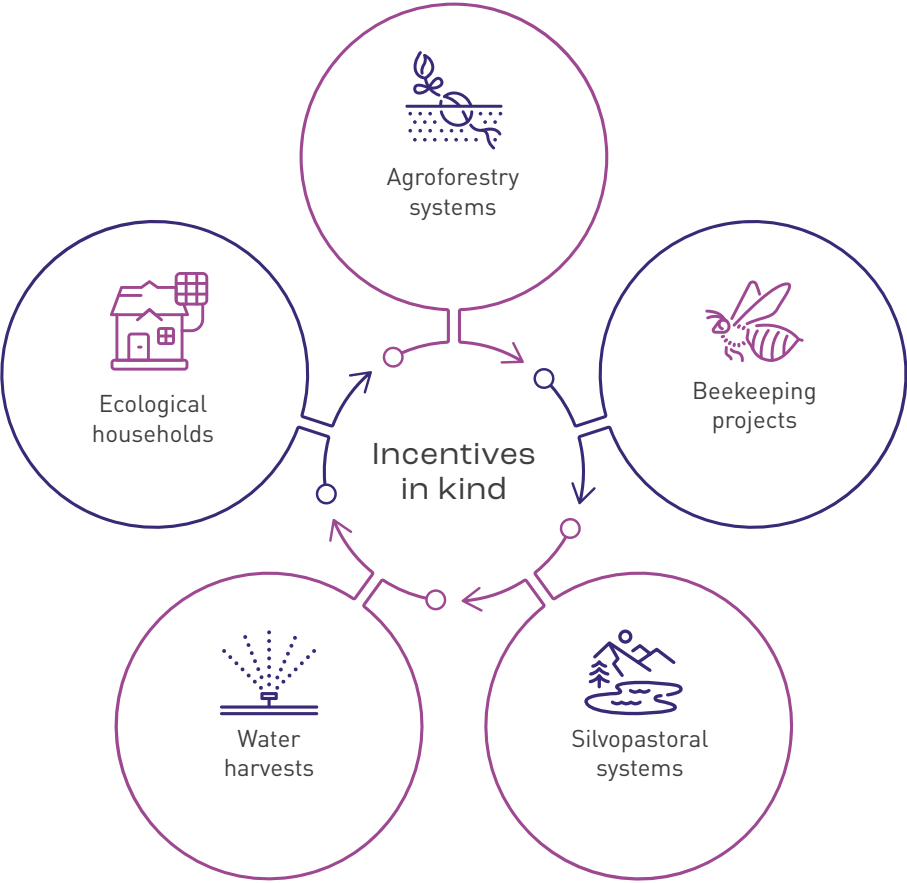 Agroforestry
systems
Ecological
households
Beekeeping
projects
Incentives
in kind
Water
harvests
Silvopastoral
systems